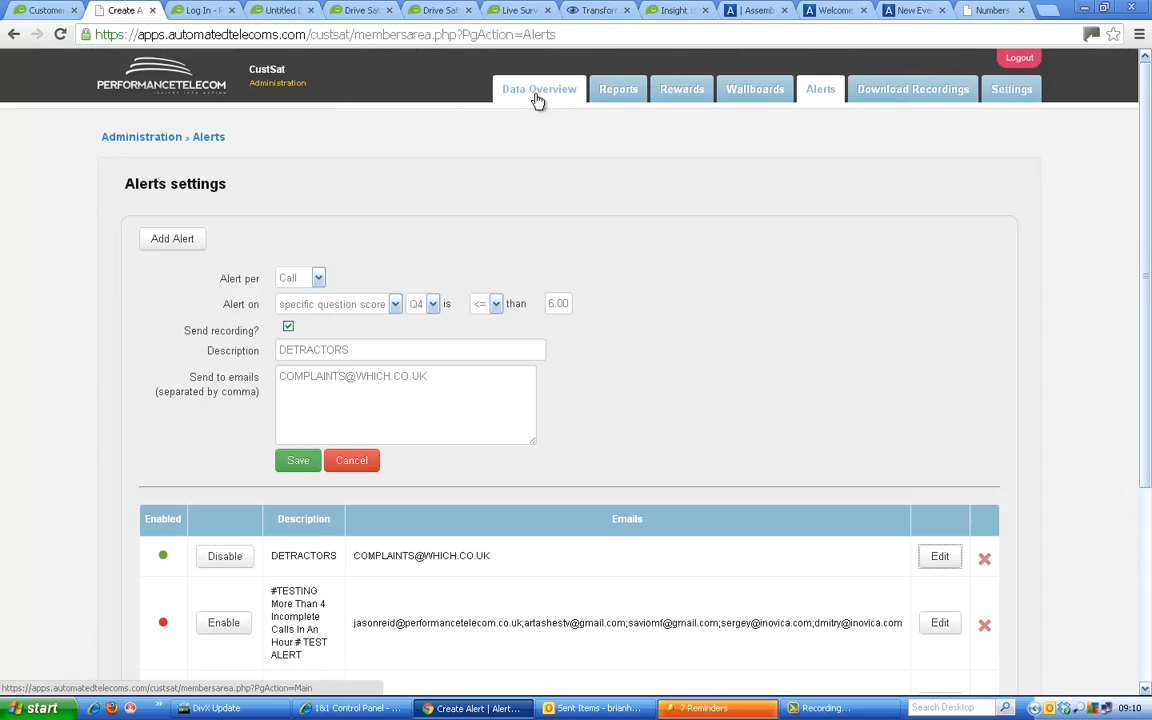 Customer
Create A
Log In - F
Untitled D
Drive Sat
Drive Sat
Live Surv
Transform
Insight
Assemb
Welcome
New Eve
Numbers
https://apps.automatedtelecoms.com/custsat/membersarea.php?PgAction=Alerts
PERFORMANCETELECOM
CustSat
Administration
Logout
Data Overview
Reports
Rewards
Wallboards
Alerts
Download Recordings
Settings
Administration » Alerts
Alerts settings
Add Alert
Alert per Call
Alert on specific question score Q4 is <= than 6.00
Send recording?
Description DETRACTORS
Send to emails COMPLAINTS@WHICH.CO.UK
(separated by comma)
Save Cancel
Enabled Description Emails
Disable DETRACTORS COMPLAINTS@WHICH.CO.UK Edit
#TESTING
More Than 4
Incomplete
Enable jasonreid@performancetelecom.co.uk;artashestv@gmail.com;saviomf@gmail.com;sergey@inovica.com;dmitry@inovica.com Edit
Calls In An
Hour # TEST
ALERT
https://apps.automatedtelecoms.com/custsat/membersarea.php?PgAction=Main
start
DivX Update
1&1 Control Panel - ...
Create Alert | Alert...
Sent Items - brianh...
7 Reminders
Recording...
Search Desktop
09:10